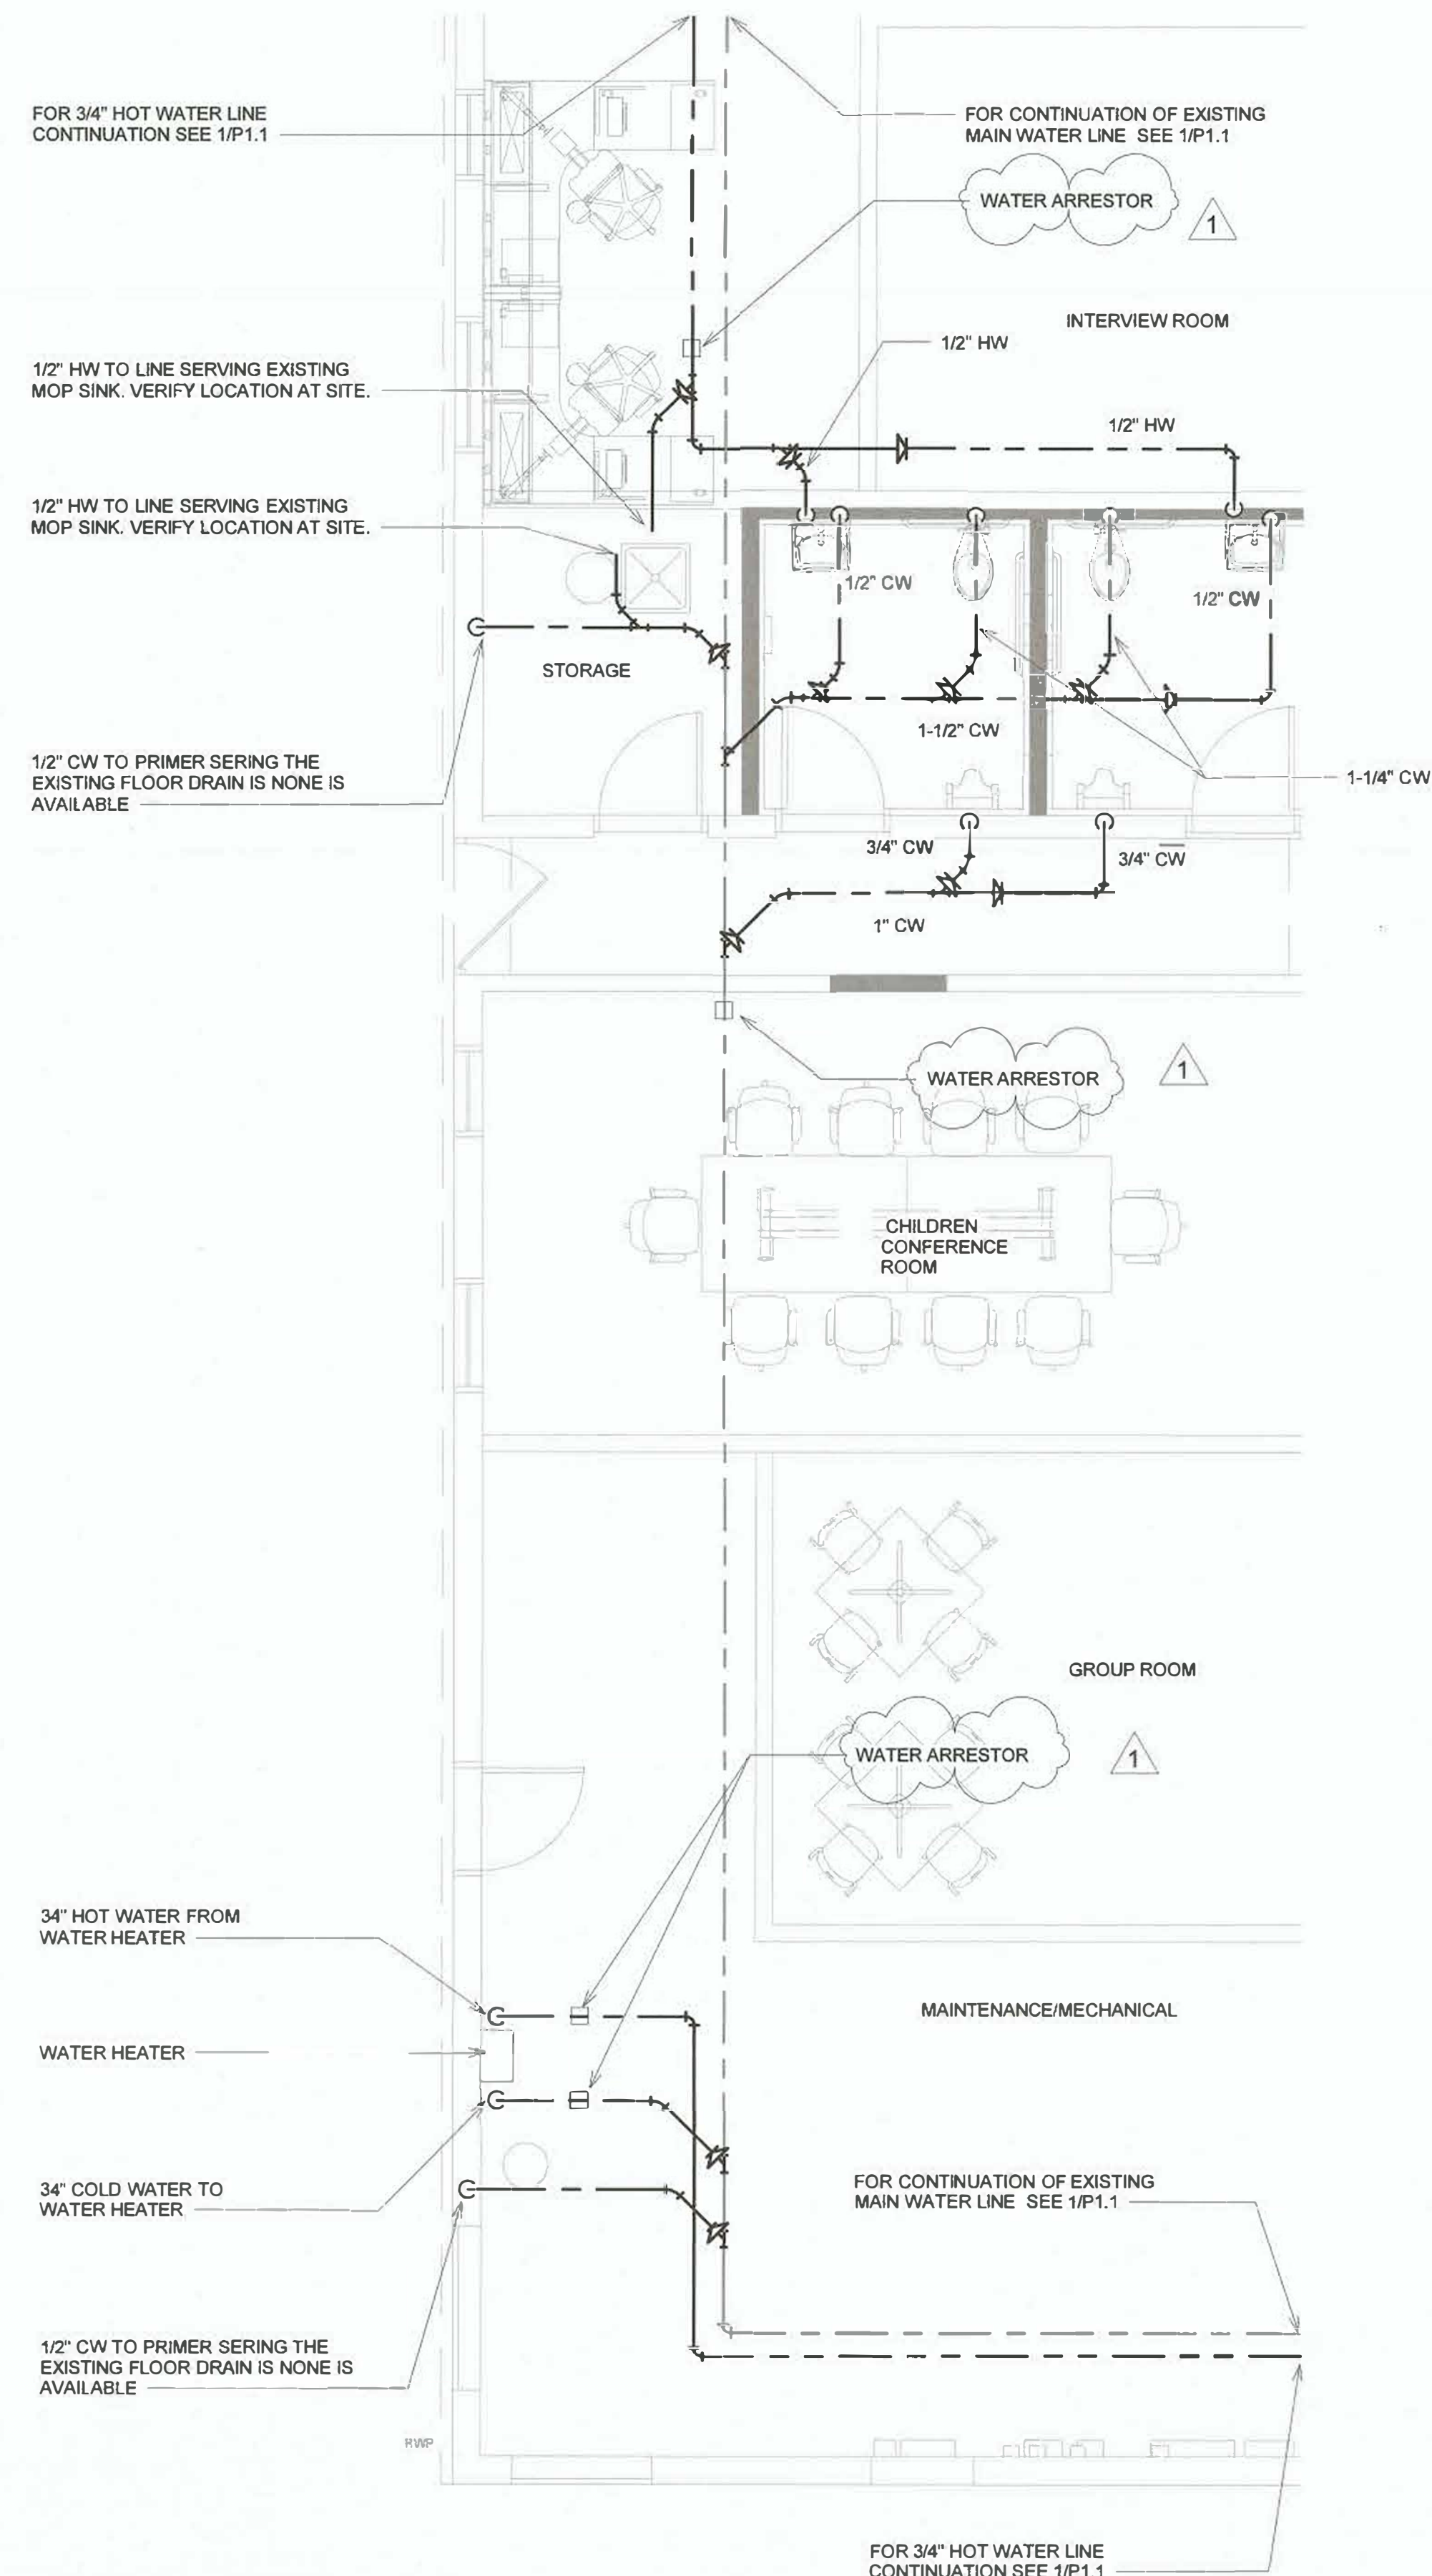 FOR 3/4" HOT WATER LINE
CONTINUATION SEE 1/P1.1
FOR CONTINUATION OF EXISTING
MAIN WATER LINE SEE 1/P1.1
WATER ARRESTOR
1
INTERVIEW ROOM
1/2" HW
1/2" HW TO LINE SERVING EXISTING
MOP SINK. VERIFY LOCATION AT SITE.
1/2" HW
1/2" HW TO LINE SERVING EXISTING
MOP SINK. VERIFY LOCATION AT SITE.
1/2" CW
1/2" CW
STORAGE
1-1/2" CW
1/2" CW TO PRIMER SERING THE
EXISTING FLOOR DRAIN IS NONE IS
AVAILABLE
1-1/4" CW
3/4" CW
3/4" CW
1" CW
WATER ARRESTOR
1
CHILDREN
CONFERENCE
ROOM
GROUP ROOM
WATER ARRESTOR
1
34" HOT WATER FROM
WATER HEATER
MAINTENANCE/MECHANICAL
WATER HEATER
34" COLD WATER TO
WATER HEATER
FOR CONTINUATION OF EXISTING
MAIN WATER LINE SEE 1/P1.1
1/2" CW TO PRIMER SERING THE
EXISTING FLOOR DRAIN IS NONE IS
AVAILABLE
RWP
FOR 3/4" HOT WATER LINE
CONTINUATION SEE 1/P1.1